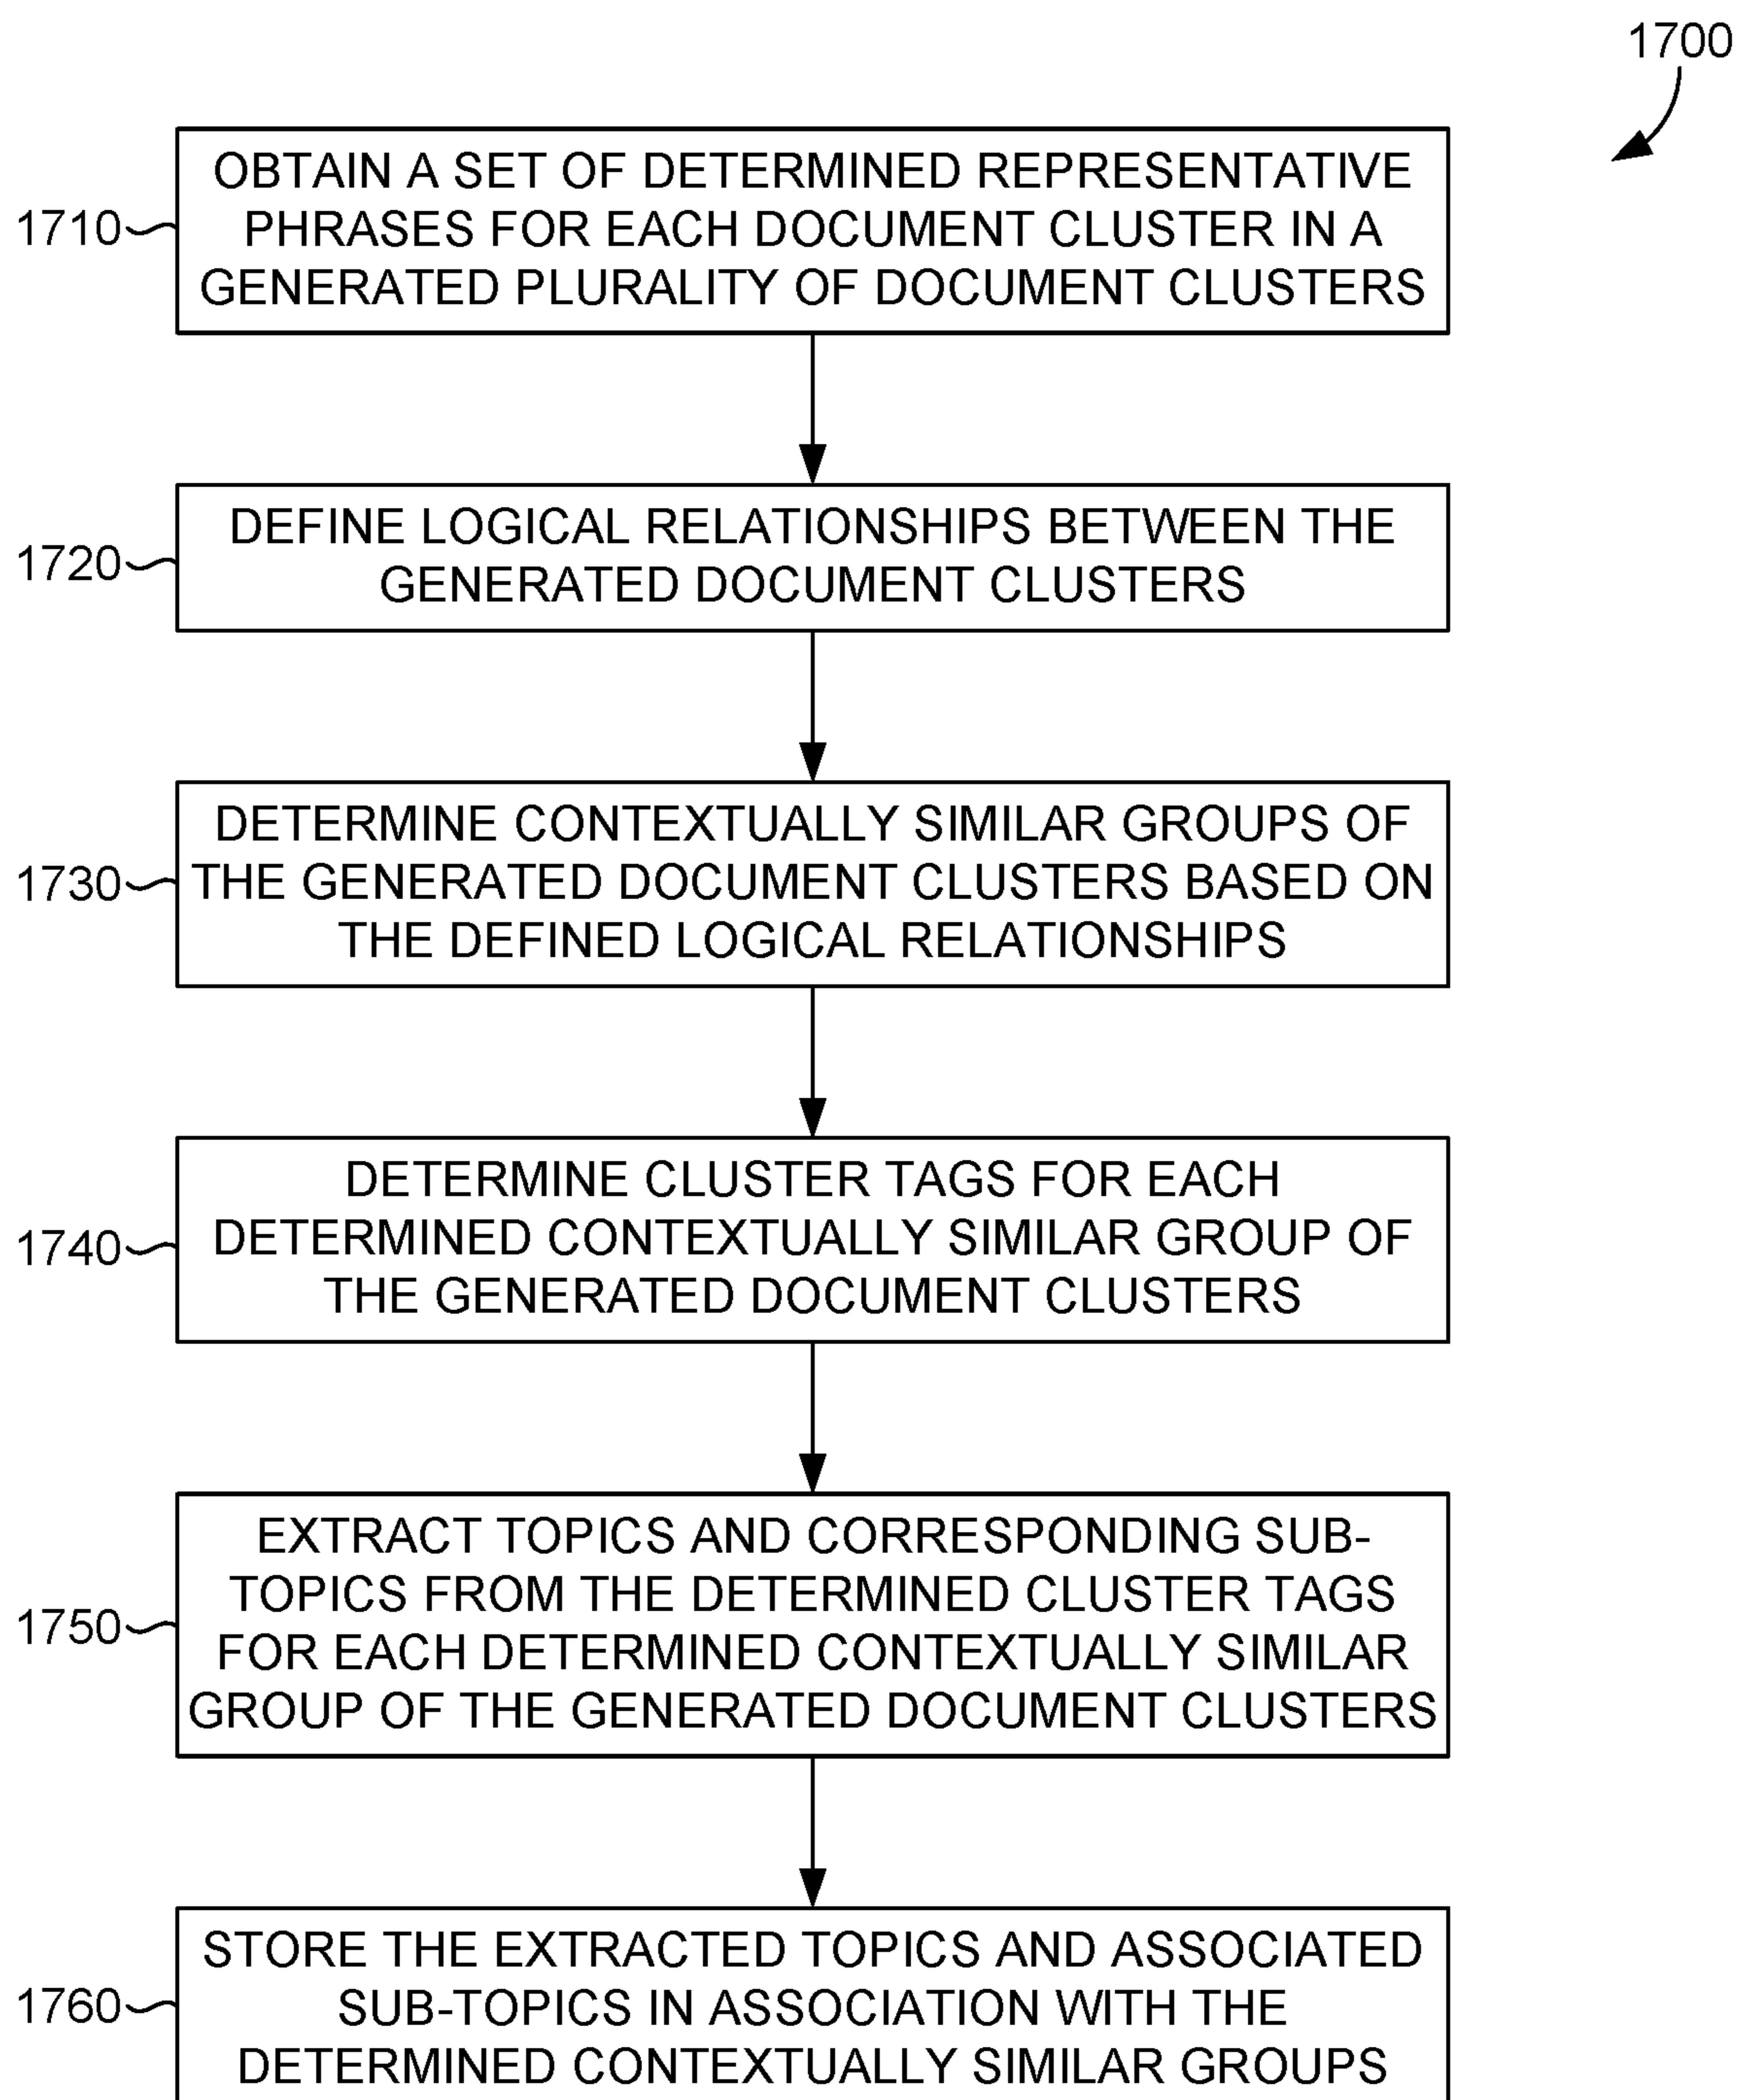 1700
OBTAIN A SET OF DETERMINED REPRESENTATIVE
PHRASES FOR EACH DOCUMENT CLUSTER IN A
GENERATED PLURALITY OF DOCUMENT CLUSTERS
1710
DEFINE LOGICAL RELATIONSHIPS BETWEEN THE
GENERATED DOCUMENT CLUSTERS
1720
DETERMINE CONTEXTUALLY SIMILAR GROUPS OF
THE GENERATED DOCUMENT CLUSTERS BASED ON
THE DEFINED LOGICAL RELATIONSHIPS
1730
DETERMINE CLUSTER TAGS FOR EACH
DETERMINED CONTEXTUALLY SIMILAR GROUP OF
THE GENERATED DOCUMENT CLUSTERS
1740
EXTRACT TOPICS AND CORRESPONDING SUB-
TOPICS FROM THE DETERMINED CLUSTER TAGS
FOR EACH DETERMINED CONTEXTUALLY SIMILAR
GROUP OF THE GENERATED DOCUMENT CLUSTERS
1750
STORE THE EXTRACTED TOPICS AND ASSOCIATED
SUB-TOPICS IN ASSOCIATION WITH THE
DETERMINED CONTEXTUALLY SIMILAR GROUPS
1760